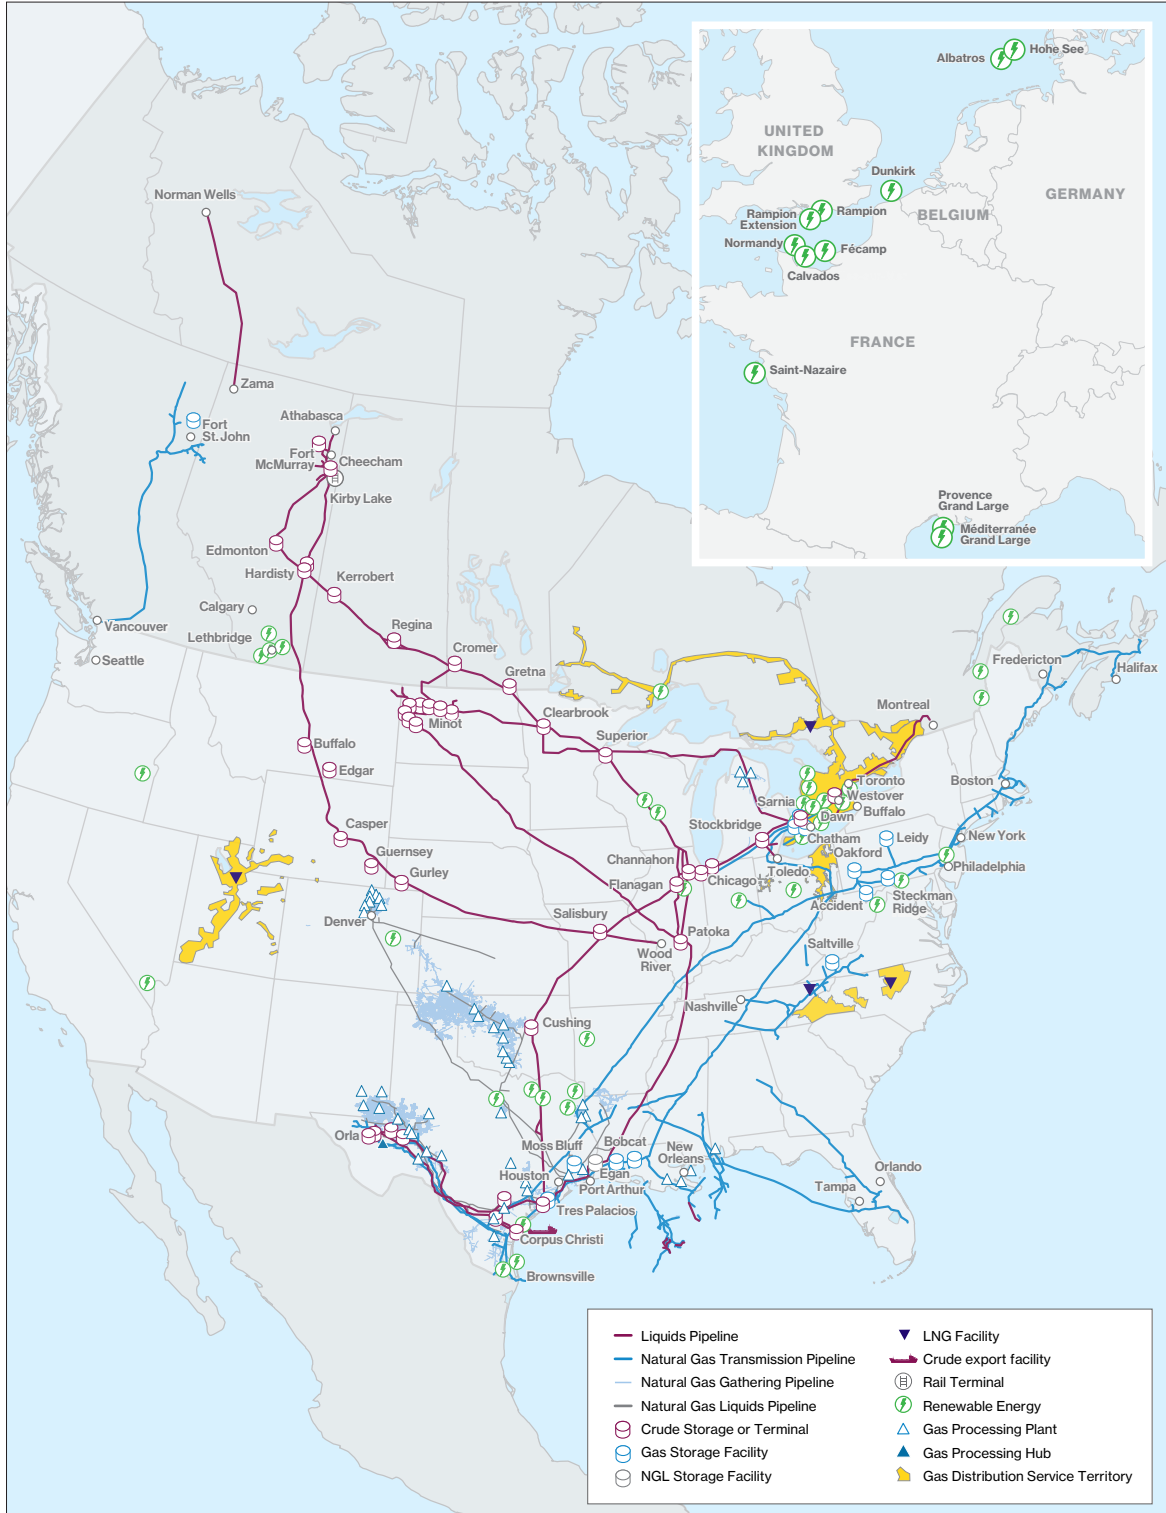 Albatros
Hohe See
UNITED
KINGDOM
Dunkirk
GERMANY
BELGIUM
Rampion
Extension
Rampion
Normandy
Fécamp
Calvados
FRANCE
Saint-Nazaire
Provence
Grand Large
Méditerranée
Grand Large
Norman Wells
Zama
Fort
St. John
Athabasca
Fort
McMurray
Cheecham
Kirby Lake
Edmonton
Hardisty
Kerrobert
Calgary
Vancouver
Lethbridge
Seattle
Regina
Cromer
Gretna
Minot
Clearbrook
Superior
Fredericton
Halifax
Montreal
Buffalo
Edgar
Boston
Toronto
Westover
Buffalo
Sarnia
Dawn
Casper
Stockbridge
Chatham
Leidy
New York
Guernsey
Channahon
Toledo
Oakford
Philadelphia
Gurley
Flanagan
Chicago
Accident
Steckman
Ridge
Denver
Salisbury
Patoka
Wood
River
Saltville
Nashville
Cushing
Orla
Moss Bluff
Bobcat
New
Orleans
Houston
Egan
Port Arthur
Orlando
Tampa
Tres Palacios
Corpus Christi
Brownsville
Liquids Pipeline
Natural Gas Transmission Pipeline
Natural Gas Gathering Pipeline
Natural Gas Liquids Pipeline
Crude Storage or Terminal
Gas Storage Facility
NGL Storage Facility
LNG Facility
Crude export facility
Rail Terminal
Renewable Energy
Gas Processing Plant
Gas Processing Hub
Gas Distribution Service Territory